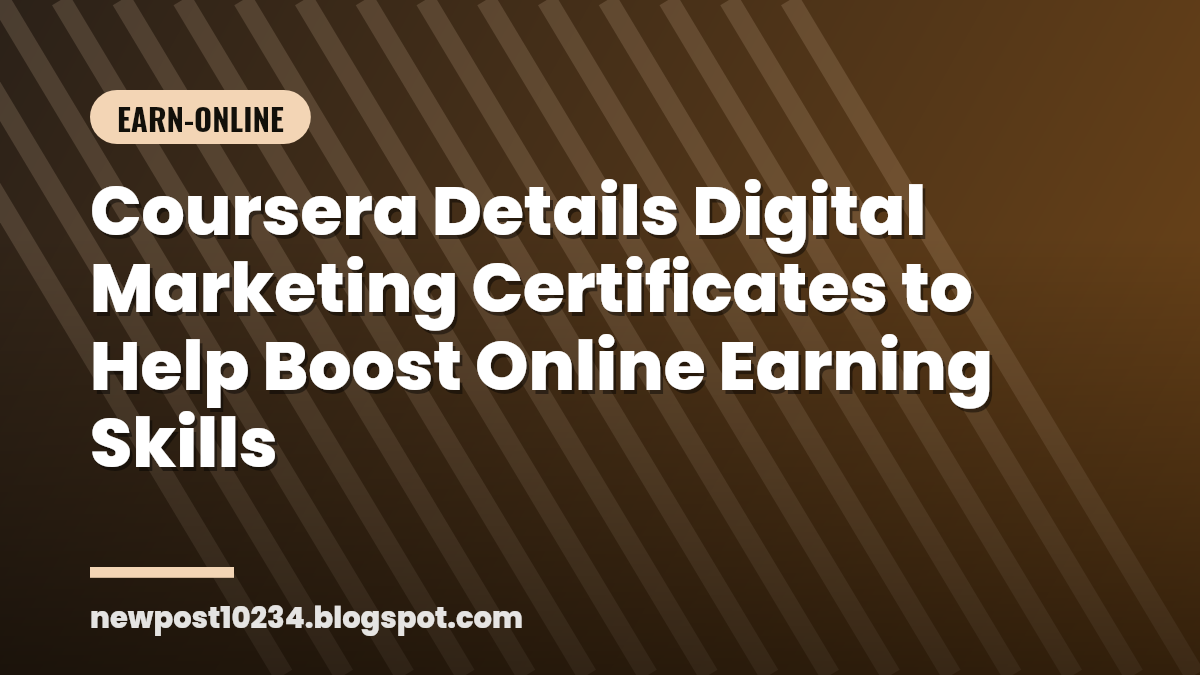 EARN-ONLINE
Coursera Details Digital
Marketing Certificates to
Help Boost Online Earning
Skills
newpost10234.blogspot.com